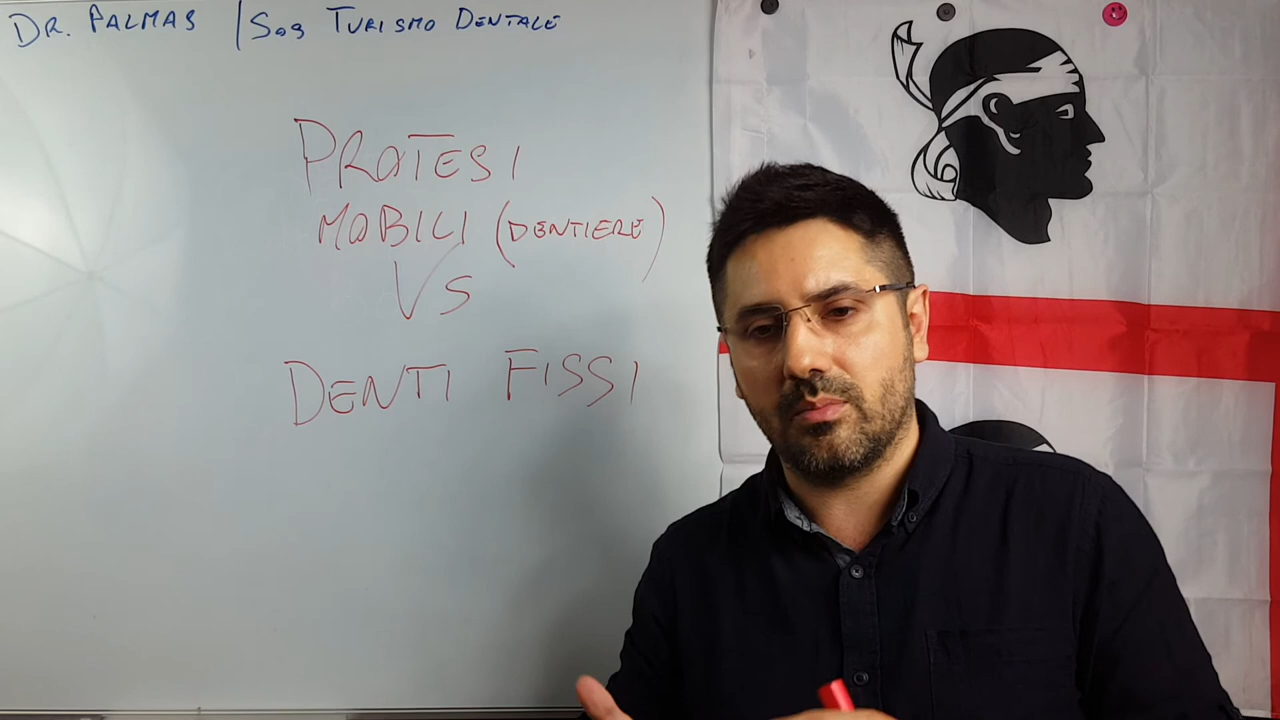 DR. PALMAS | SOS TURISMO DENTALE
PROTESI
MOBILI (DENTIERE)
VS
DENTI FISSI